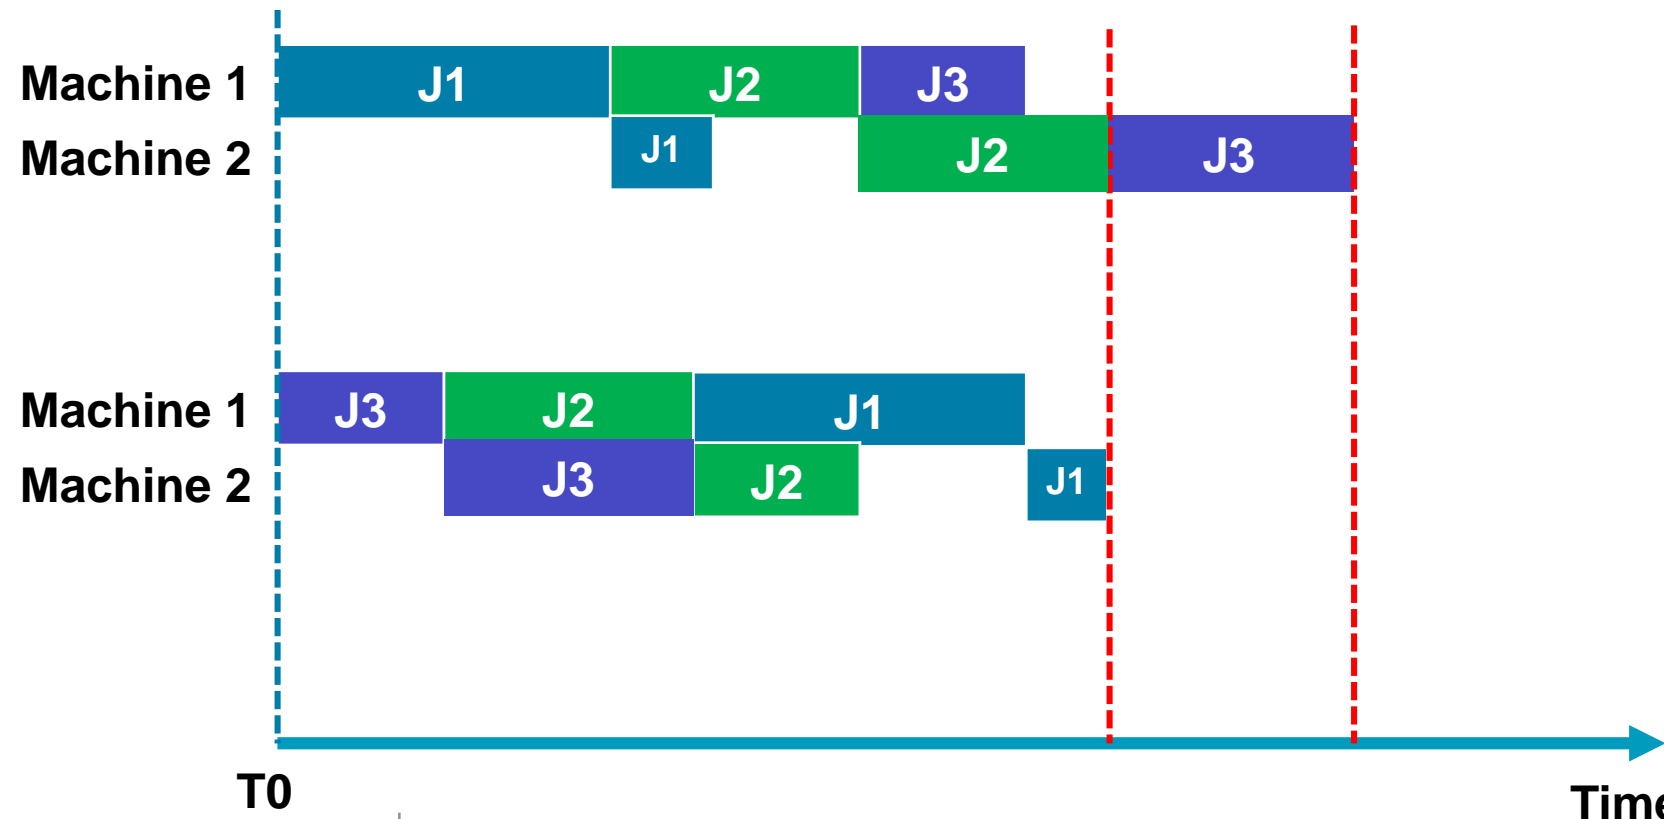 Machine 1 J1 J2 J3
Machine 2 J1 J2 J3
Machine 1 J3 J2 J1
Machine 2 J3 J2 J1
T0
Time